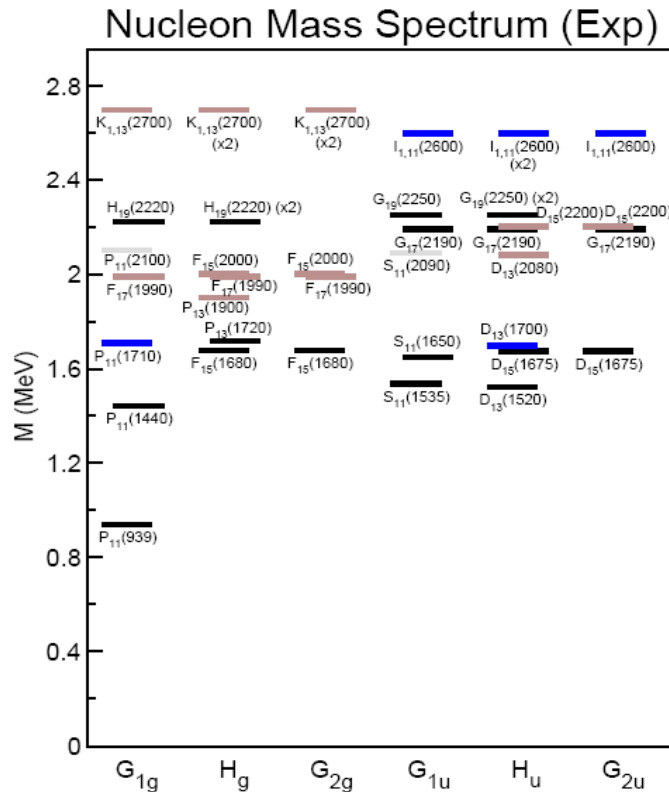 Nucleon Mass Spectrum (Exp)
M (MeV)
2.8
2.4
2
1.6
1.2
0.8
0.4
0
K₁,₁₃(2700)
H₁₉(2220)
P₁₁(2100)
F₁₇(1990)
P₁₁(1710)
P₁₁(1440)
P₁₁(939)
K₁,₁₃(2700)
(x2)
H₁₉(2220) (x2)
F₁₅(2000)
F₁₇(1990)
P₁₃(1900)
P₁₃(1720)
F₁₅(1680)
K₁,₁₃(2700)
(x2)
F₁₅(2000)
F₁₇(1990)
F₁₅(1680)
I₁,₁₁(2600)
G₁₉(2250)
G₁₇(2190)
S₁₁(2090)
S₁₁(1650)
S₁₁(1535)
I₁,₁₁(2600)
(x2)
G₁₉(2250) (x2)
D₁₅(2200)
G₁₇(2190)
D₁₃(2080)
D₁₃(1700)
D₁₅(1675)
D₁₃(1520)
I₁,₁₁(2600)
D₁₅(2200)
G₁₇(2190)
D₁₅(1675)
G₁g H_g G₂g G₁u H_u G₂u